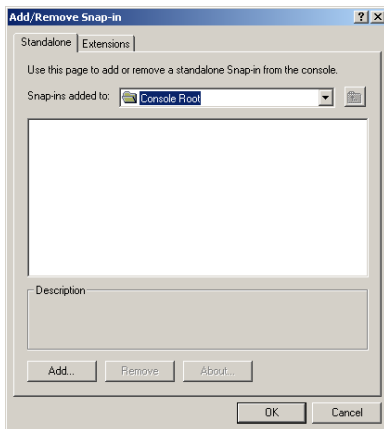 Add/Remove Snap-in
Standalone Extensions
Use this page to add or remove a standalone Snap-in from the console.
Snap-ins added to: Console Root
Description
Add... Remove About...
OK Cancel